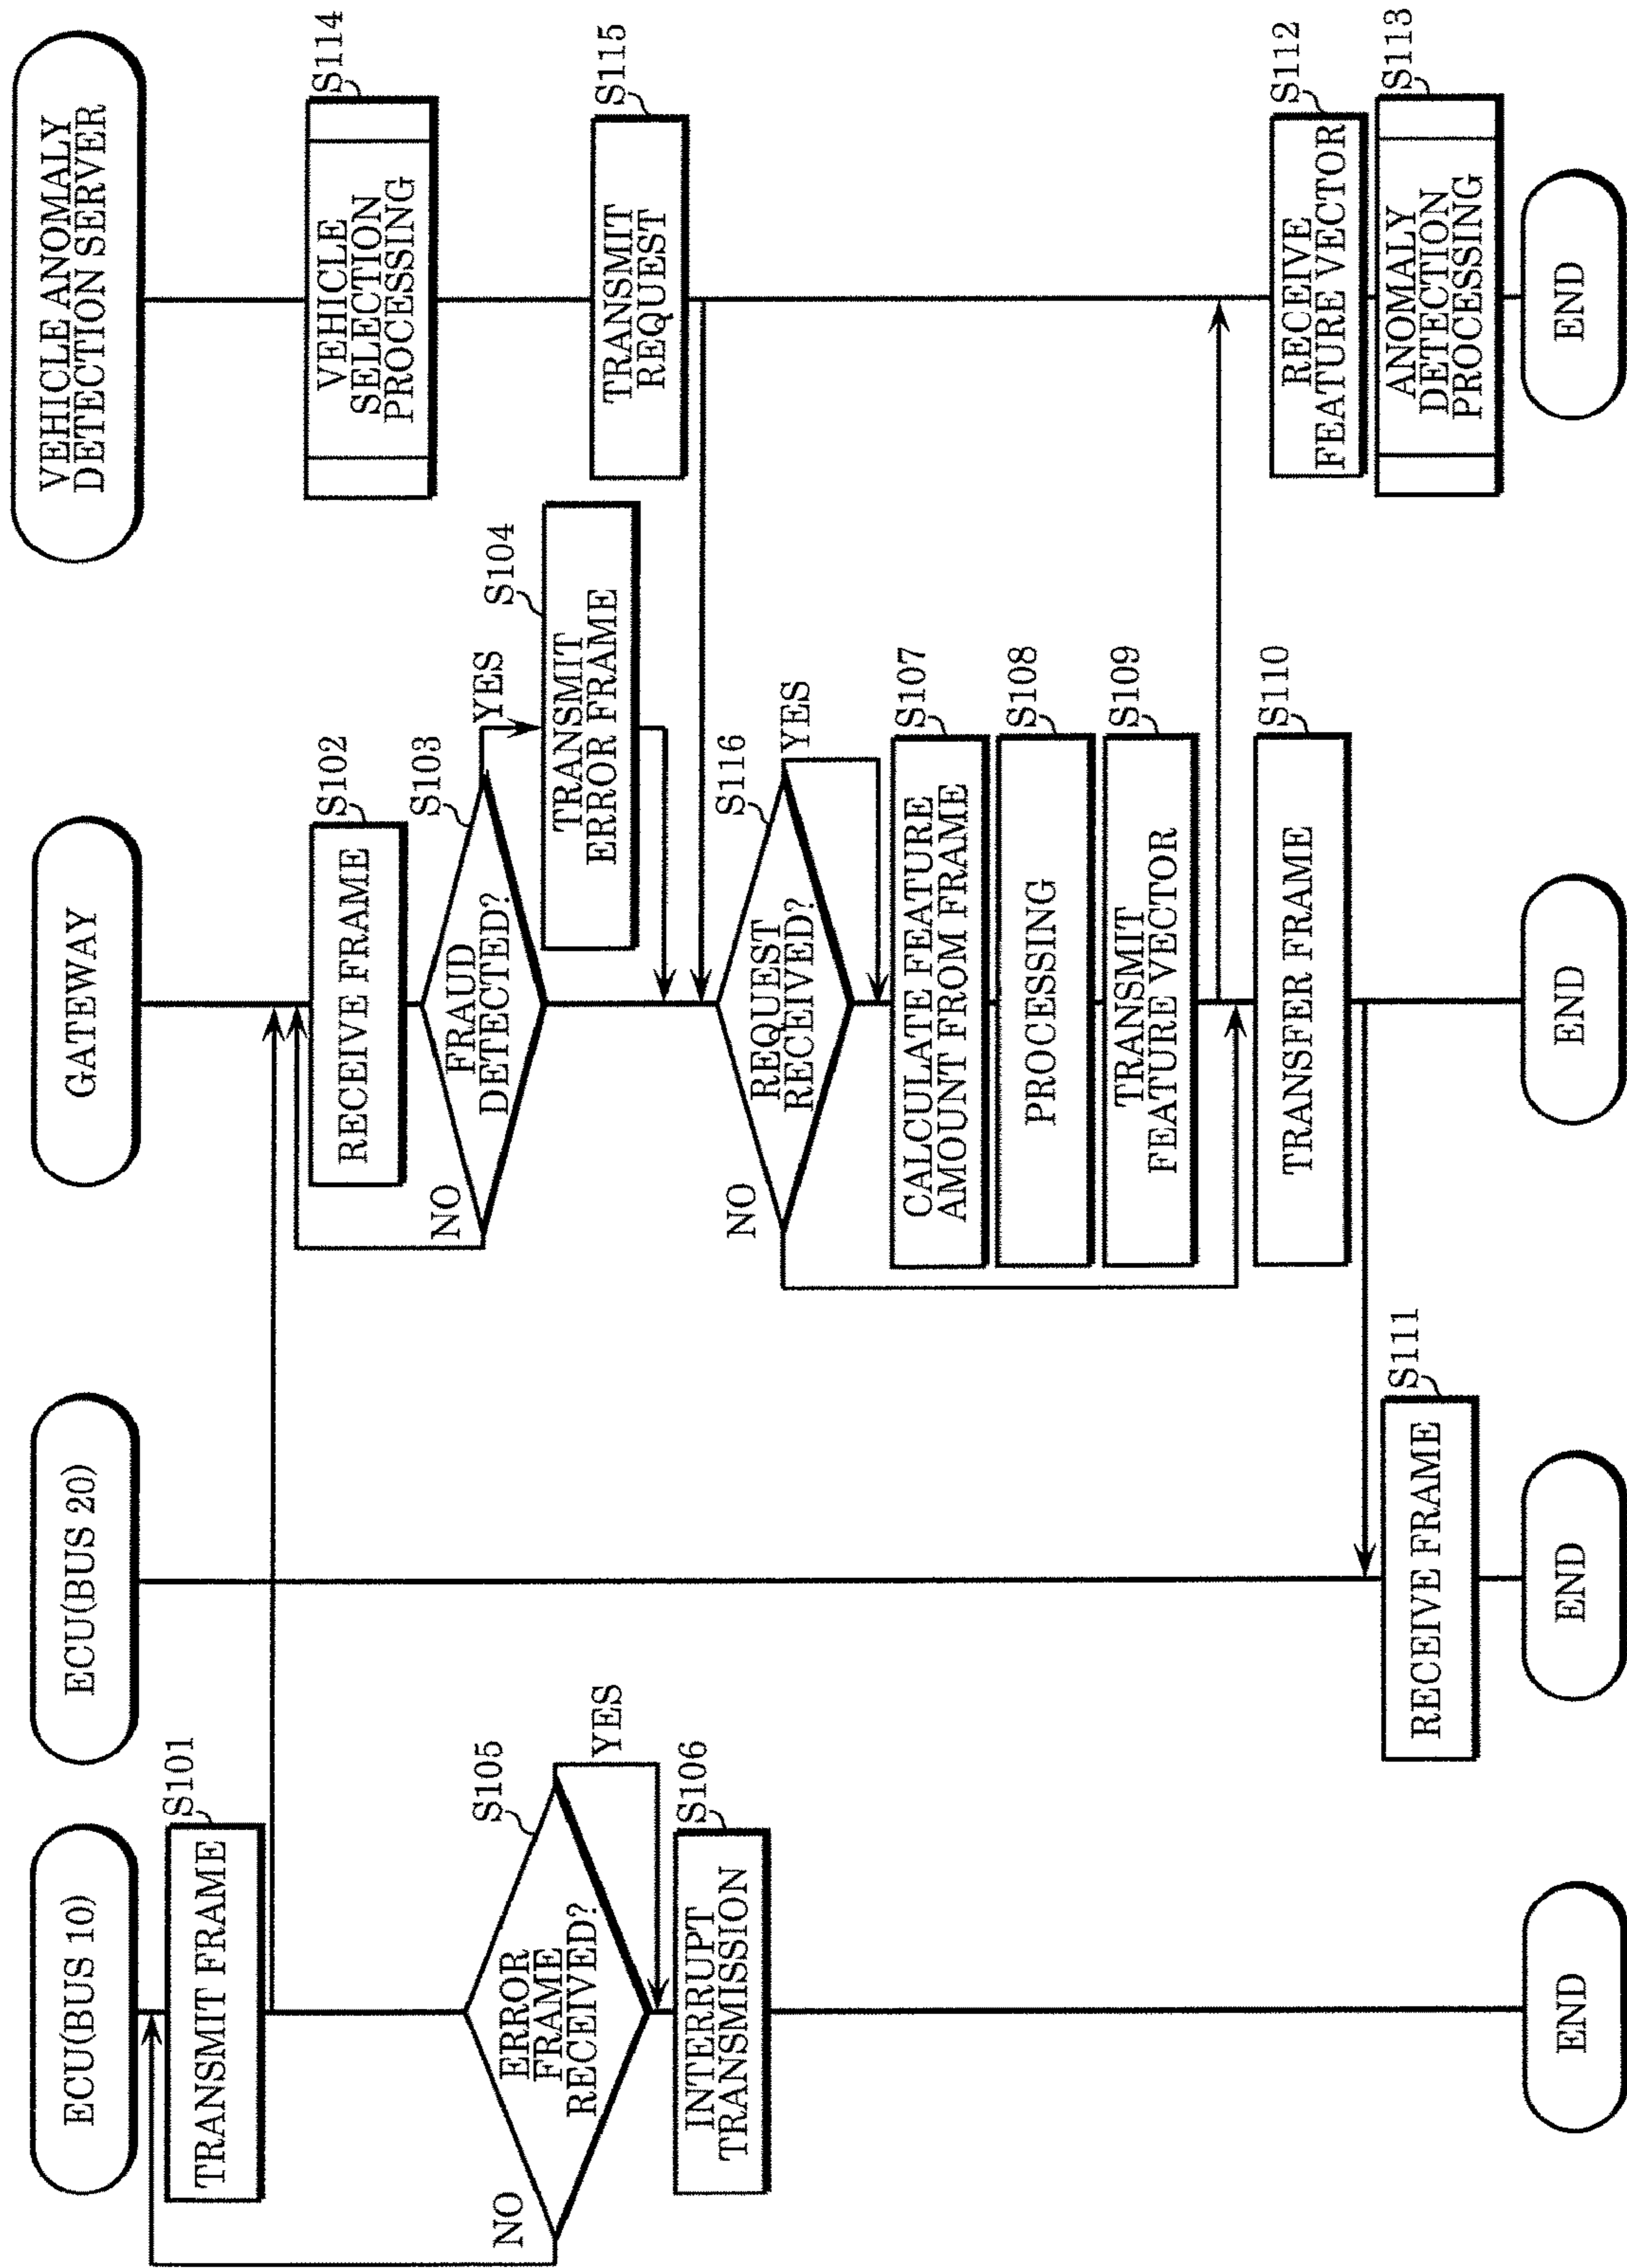 ECU(BUS 10)
S101
TRANSMIT FRAME
S105
ERROR
FRAME
RECEIVED?
NO
YES
S106
INTERRUPT
TRANSMISSION
END
ECU(BUS 20)
S111
RECEIVE FRAME
END
GATEWAY
S102
RECEIVE FRAME
S103
FRAUD
DETECTED?
NO
YES
S104
TRANSMIT
ERROR FRAME
S116
REQUEST
RECEIVED?
NO
YES
S107
CALCULATE FEATURE
AMOUNT FROM FRAME
S108
PROCESSING
S109
TRANSMIT
FEATURE VECTOR
S110
TRANSFER FRAME
END
VEHICLE ANOMALY
DETECTION SERVER
S114
VEHICLE
SELECTION
PROCESSING
S115
TRANSMIT
REQUEST
S112
RECEIVE
FEATURE VECTOR
S113
ANOMALY
DETECTION
PROCESSING
END